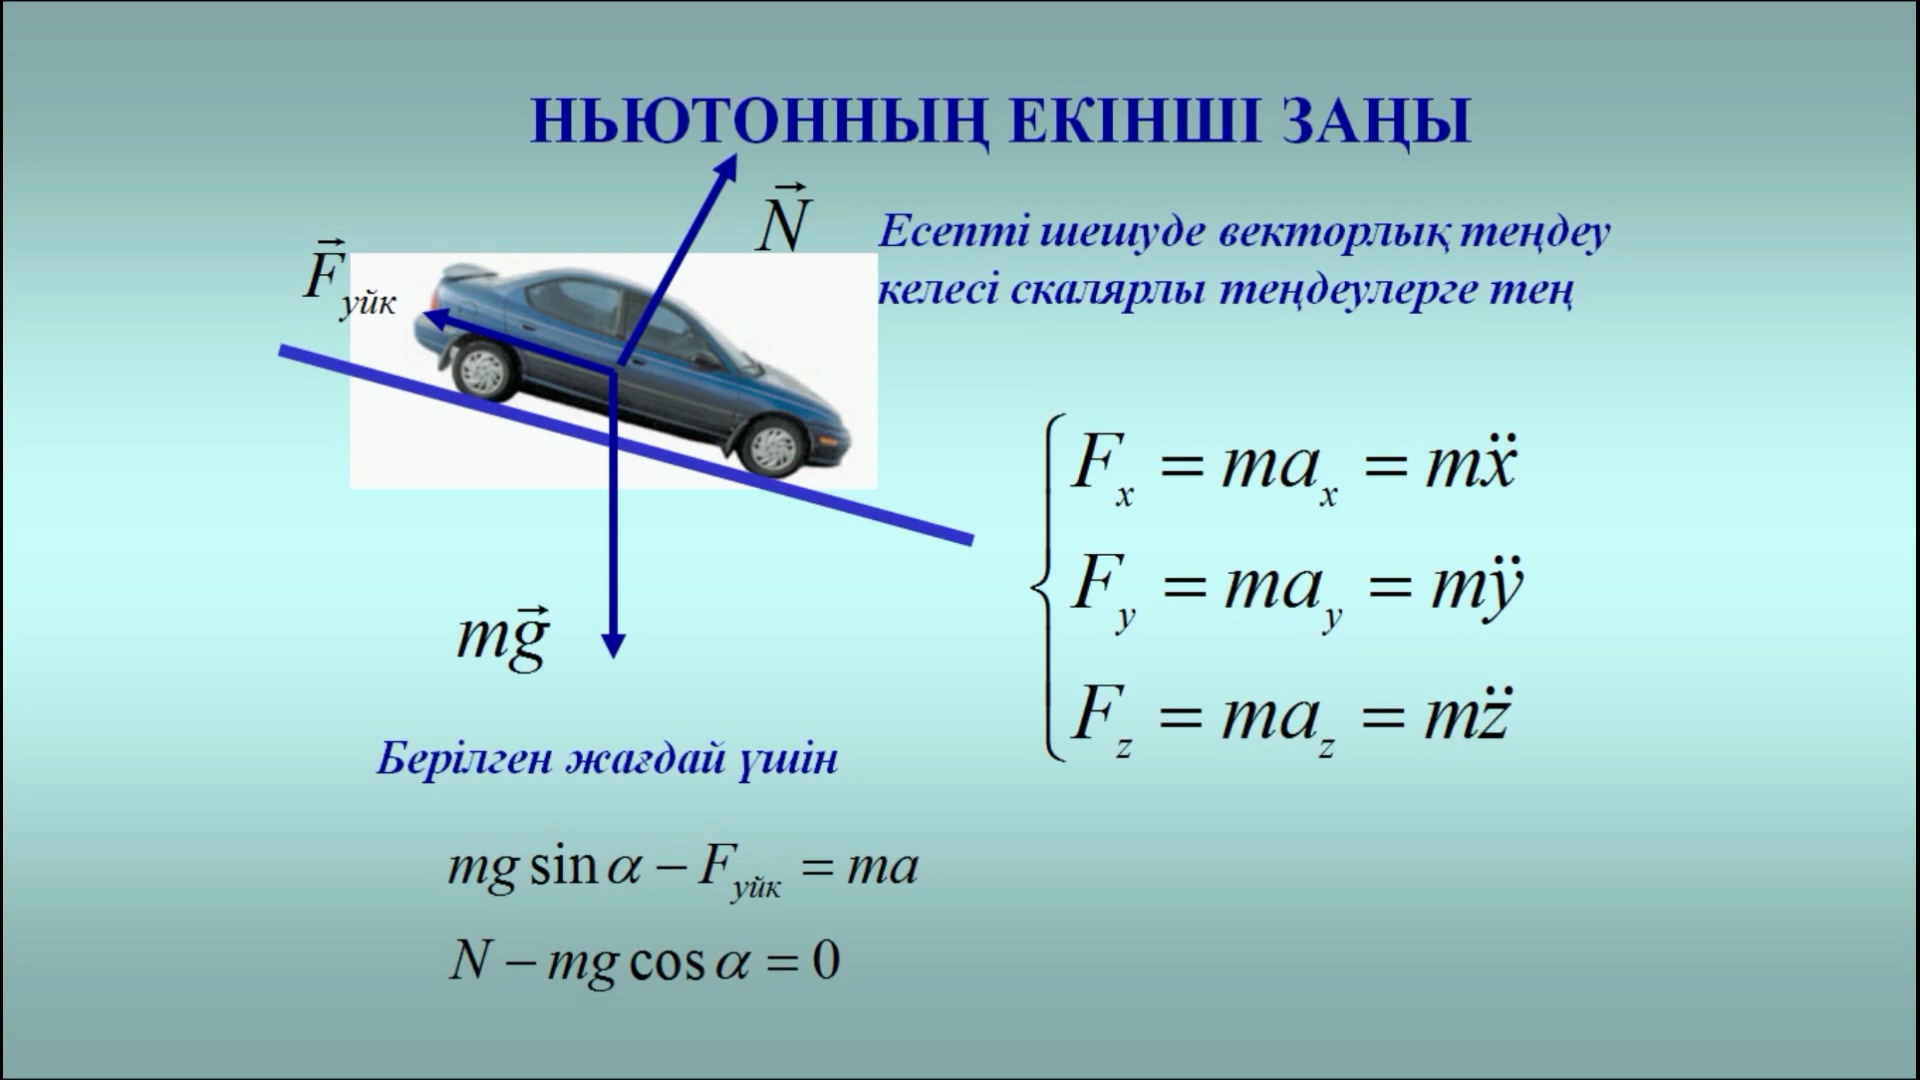 НЬЮТОННЫҢ ЕКІНШІ ЗАҢЫ
N⃗
F⃗уйк
Есепті шешуде векторлық теңдеу
келесі скалярлы теңдеулерге тең
Fx = max = mẍ
Fy = may = mÿ
Fz = maz = mz̈
mg⃗
Берілген жағдай үшін
mg sin α − Fуйк = ma
N − mg cos α = 0